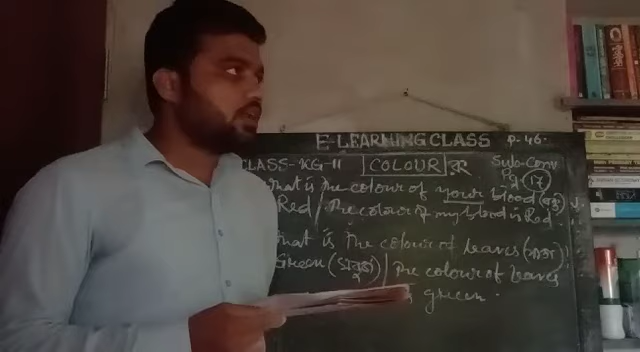 E-LEARNING CLASS P-46.
CLASS-KG-II COLOUR রং Sub-Conv
P.d 17
What is the colour of your blood
Red / The colour of my blood is Red
What is The colour of leaves (পাতা)
Green (সবুজ) / The colour of leaves
green.